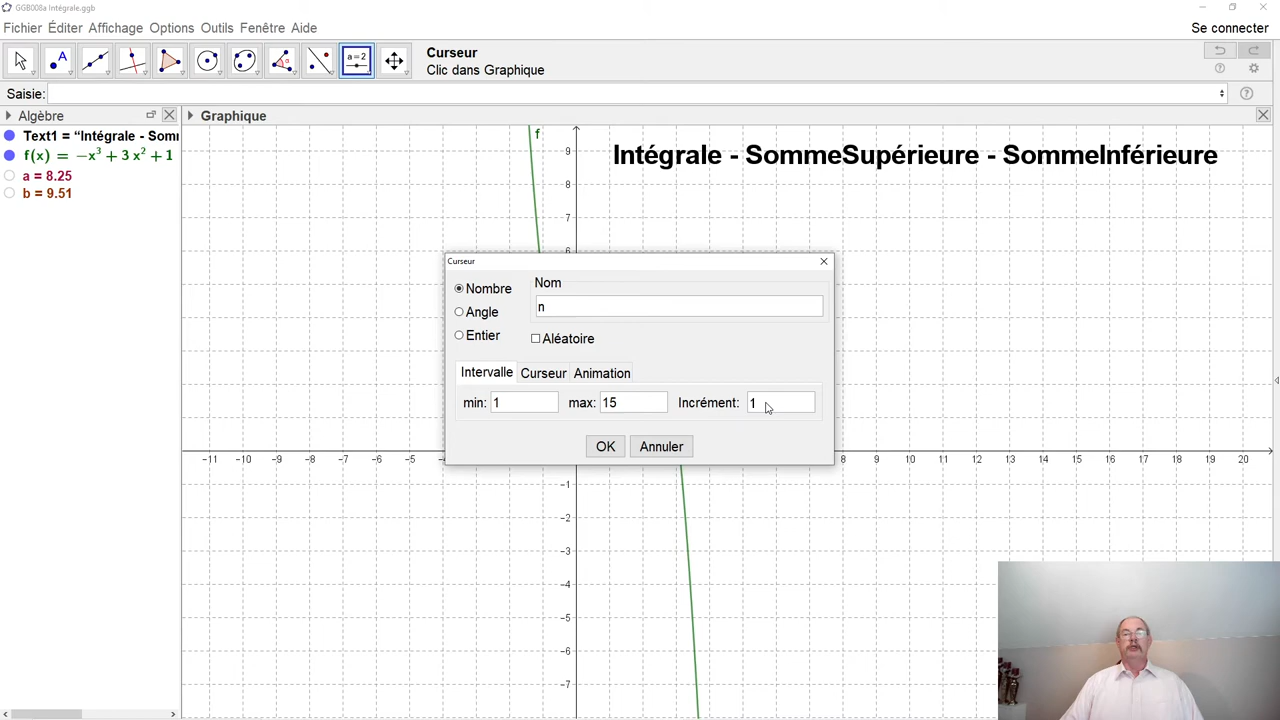 GGB008a Intégrale.ggb
Fichier Éditer Affichage Options Outils Fenêtre Aide
Se connecter
A
α
a=2
Curseur
Clic dans Graphique
Saisie:
Algèbre
Graphique
Text1 = “Intégrale - Somm
f(x) = −x³ + 3 x² + 1
a = 8.25
b = 9.51
f
Intégrale - SommeSupérieure - SommeInférieure
9
8
7
6
Curseur
Nombre
Angle
Entier
Nom
n
Aléatoire
Intervalle Curseur Animation
min: 1 max: 15 Incrément: 1
OK Annuler
−11 −10 −9 −8 −7 −6 −5 8 9 10 11 12 13 14 15 16 17 18 19 20
−1
−2
−3
−4
−5
−6
−7